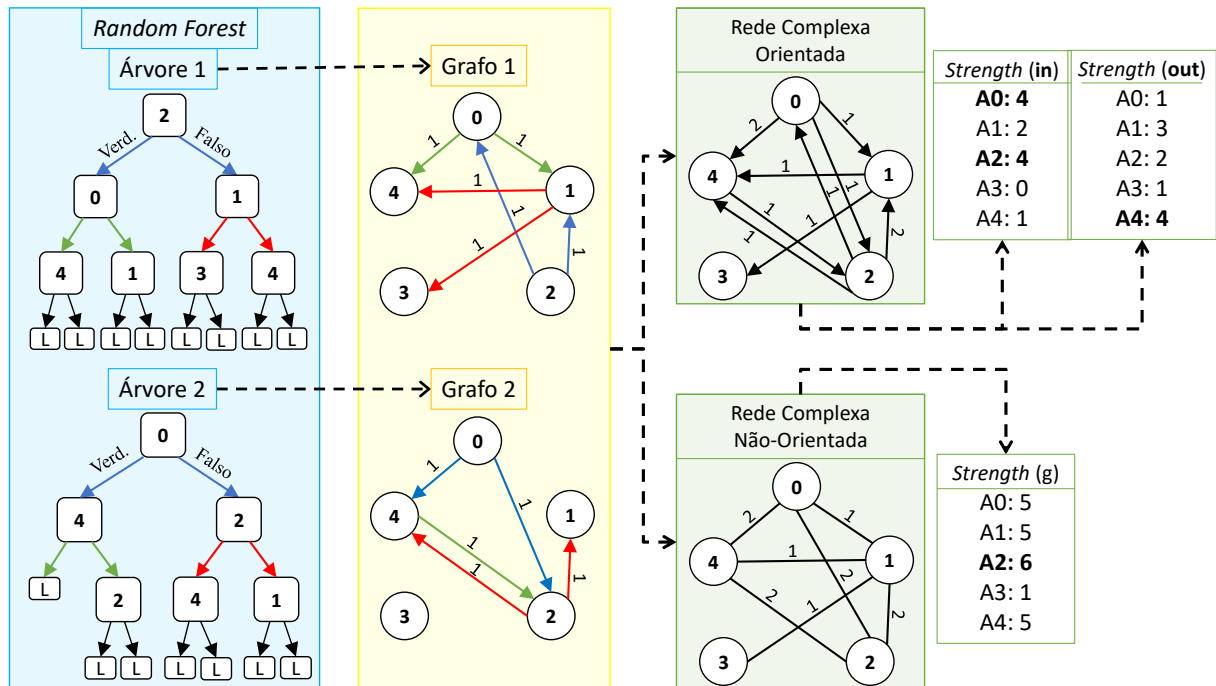 Random Forest
Árvore 1
2
Verd.
Falso
0
1
4
1
3
4
L
L
L
L
L
L
L
L
Árvore 2
0
Verd.
Falso
4
2
L
2
4
1
L
L
L
L
L
L
Grafo 1
0
1
1
4
1
1
1
1
1
3
2
Grafo 2
0
1
1
4
1
1
1
1
3
2
Rede Complexa
Orientada
0
2
1
4
1
1
1
1
1
1
1
2
3
2
Rede Complexa
Não-Orientada
0
2
1
4
1
1
2
2
1
2
3
2
Strength (in)
A0: 4
A1: 2
A2: 4
A3: 0
A4: 1
Strength (out)
A0: 1
A1: 3
A2: 2
A3: 1
A4: 4
Strength (g)
A0: 5
A1: 5
A2: 6
A3: 1
A4: 5